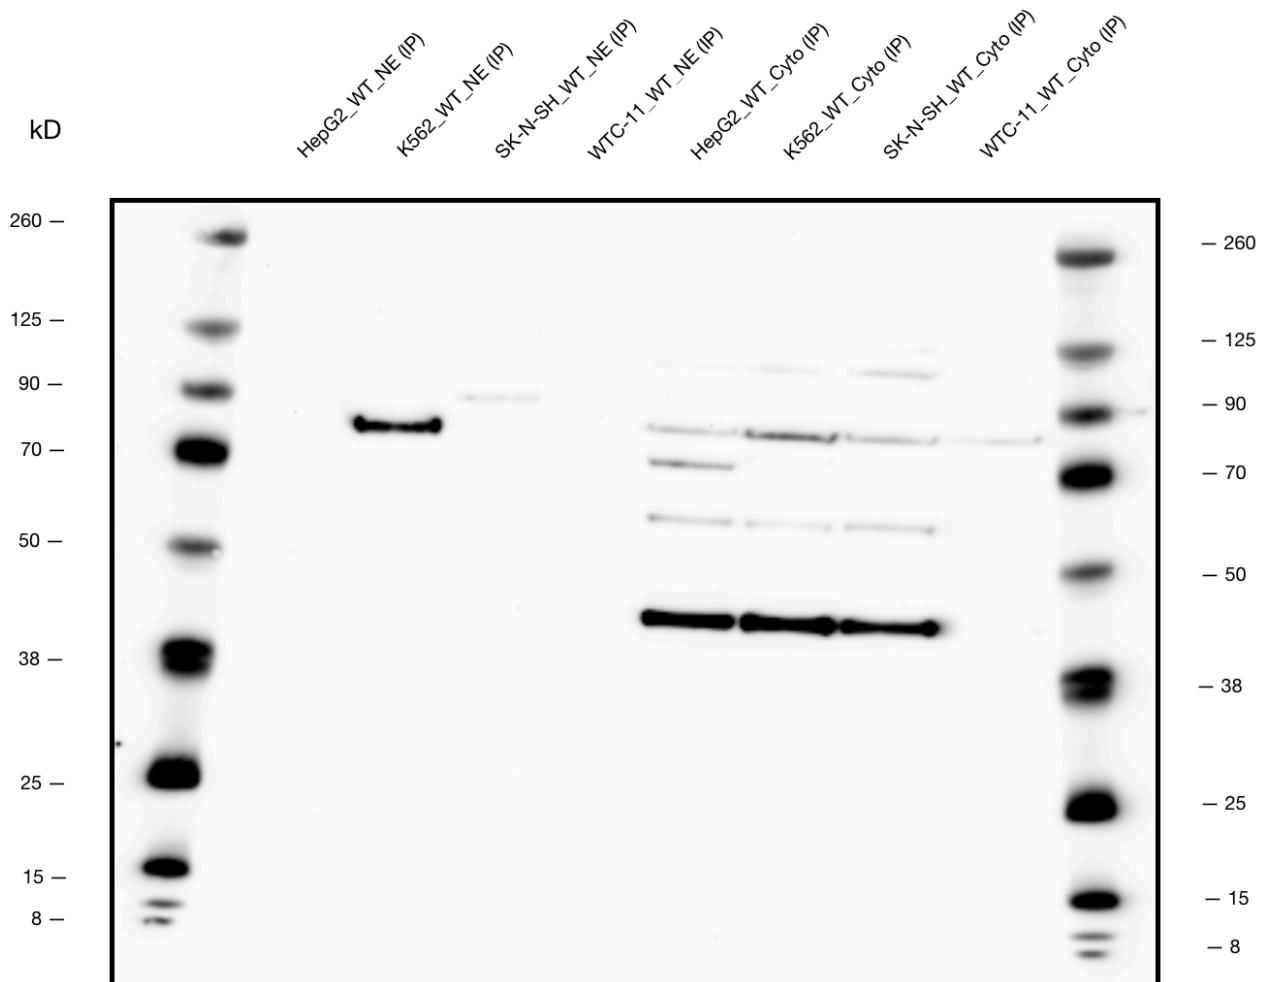 HepG2_WT_NE (IP)
K562_WT_NE (IP)
SK-N-SH_WT_NE (IP)
WTC-11_WT_NE (IP)
HepG2_WT_Cyto (IP)
K562_WT_Cyto (IP)
SK-N-SH_WT_Cyto (IP)
WTC-11_WT_Cyto (IP)
kD
260 —
125 —
90 —
70 —
50 —
38 —
25 —
15 —
8 —
— 260
— 125
— 90
— 70
— 50
— 38
— 25
— 15
— 8